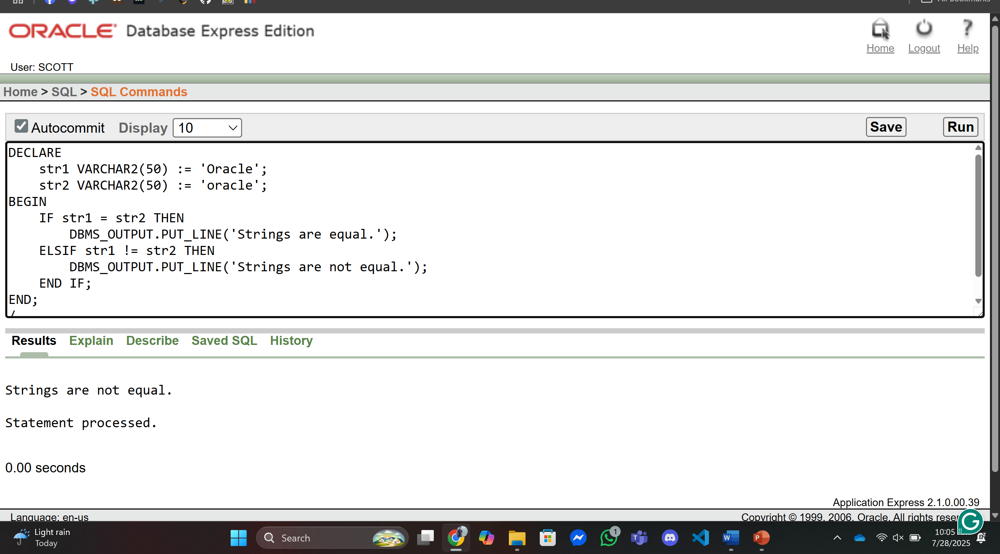 ORACLE Database Express Edition
Home Logout Help
User: SCOTT
Home > SQL > SQL Commands
Autocommit Display 10 Save Run
DECLARE
    str1 VARCHAR2(50) := 'Oracle';
    str2 VARCHAR2(50) := 'oracle';
BEGIN
    IF str1 = str2 THEN
        DBMS_OUTPUT.PUT_LINE('Strings are equal.');
    ELSIF str1 != str2 THEN
        DBMS_OUTPUT.PUT_LINE('Strings are not equal.');
    END IF;
END;
/
Results Explain Describe Saved SQL History
Strings are not equal.
Statement processed.
0.00 seconds
Application Express 2.1.0.00.39
Language: en-us Copyright © 1999, 2006, Oracle. All rights
Light rain
Today
Search
1
10:05
7/28/2025